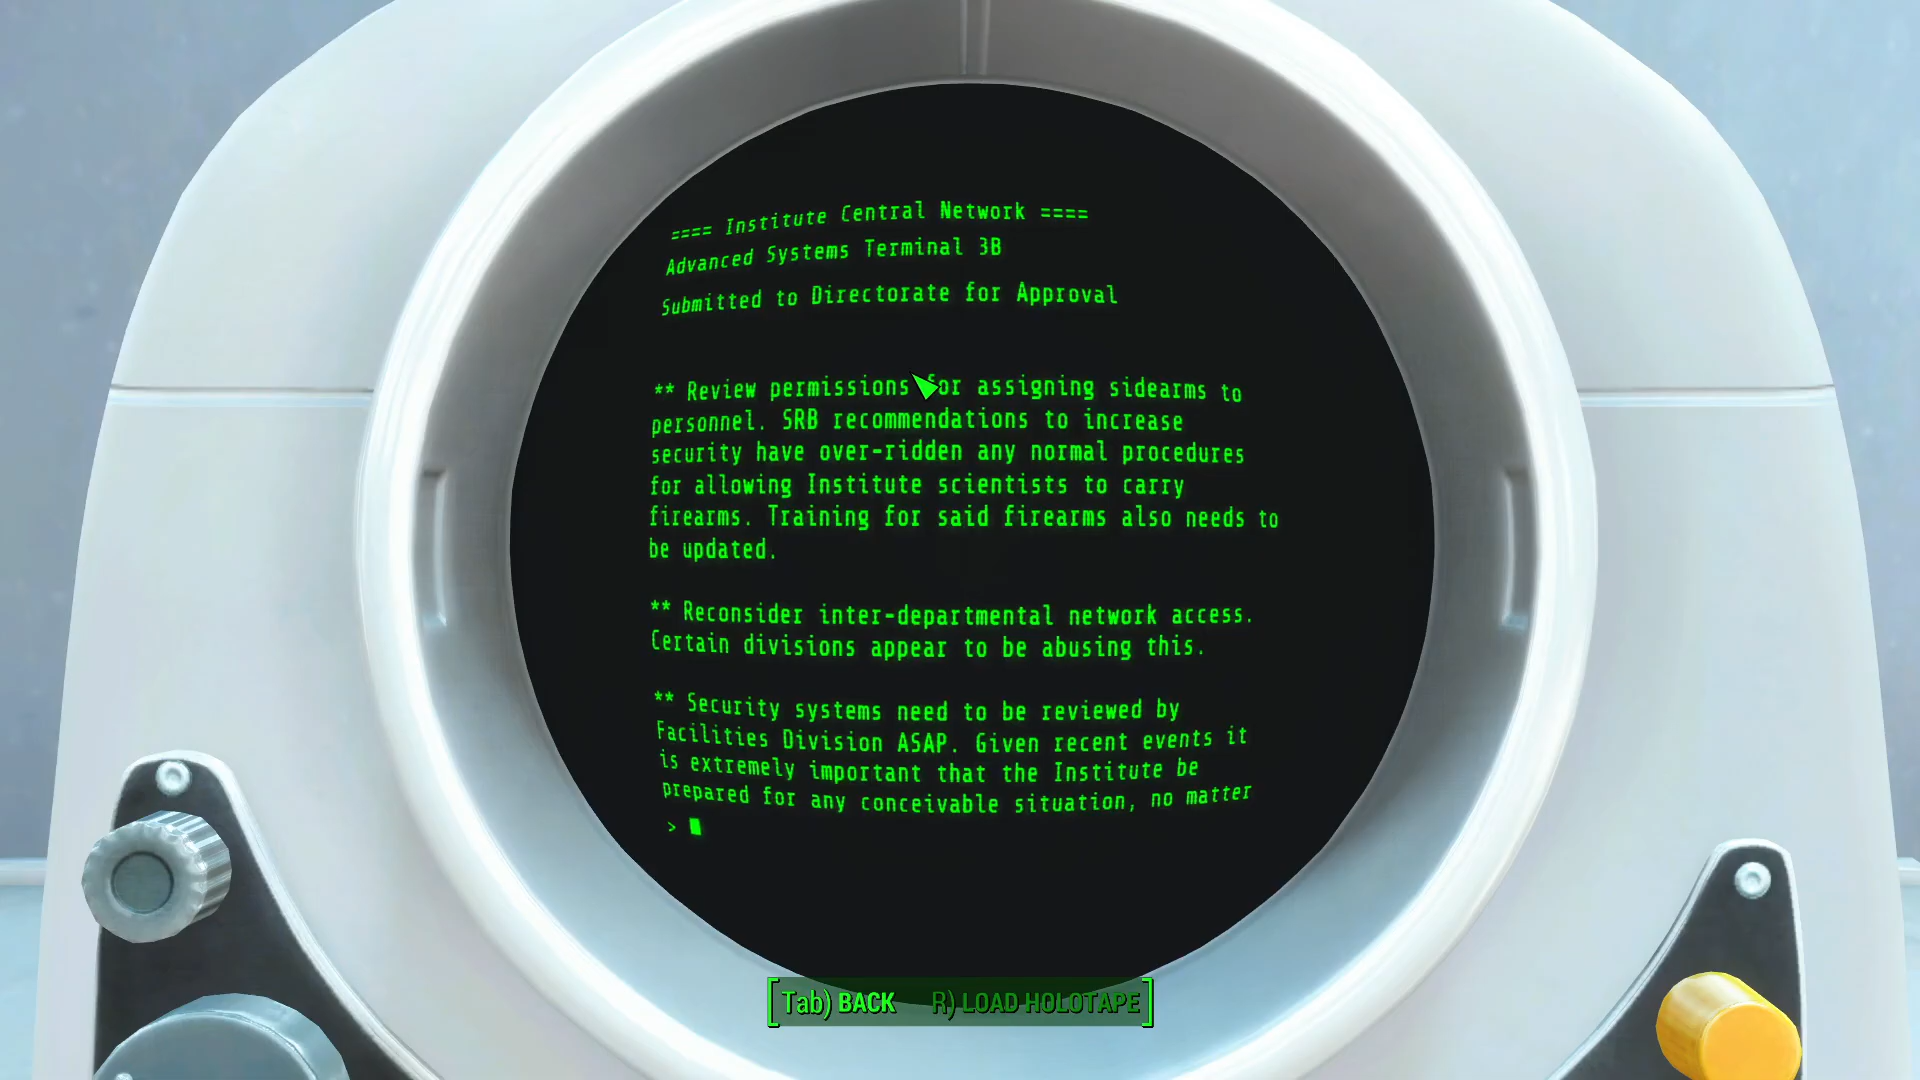 ==== Institute Central Network ====
Advanced Systems Terminal 3B
Submitted to Directorate for Approval
** Review permissions for assigning sidearms to
personnel. SRB recommendations to increase
security have over-ridden any normal procedures
for allowing Institute scientists to carry
firearms. Training for said firearms also needs to
be updated.
** Reconsider inter-departmental network access.
Certain divisions appear to be abusing this.
** Security systems need to be reviewed by
Facilities Division ASAP. Given recent events it
is extremely important that the Institute be
prepared for any conceivable situation, no matter
>
Tab) BACK R) LOAD HOLOTAPE